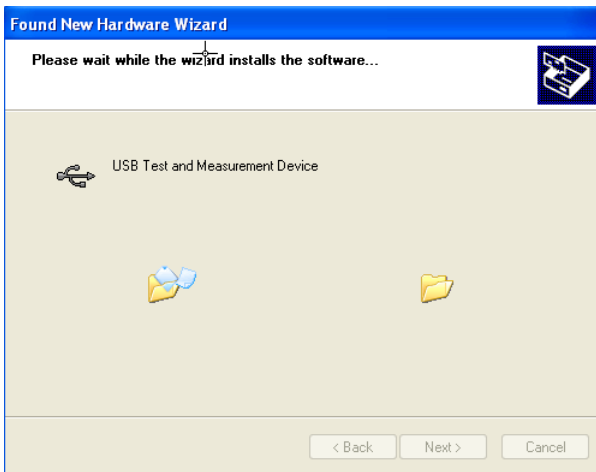 Found New Hardware Wizard
Please wait while the wizard installs the software...
USB Test and Measurement Device
< Back
Next >
Cancel